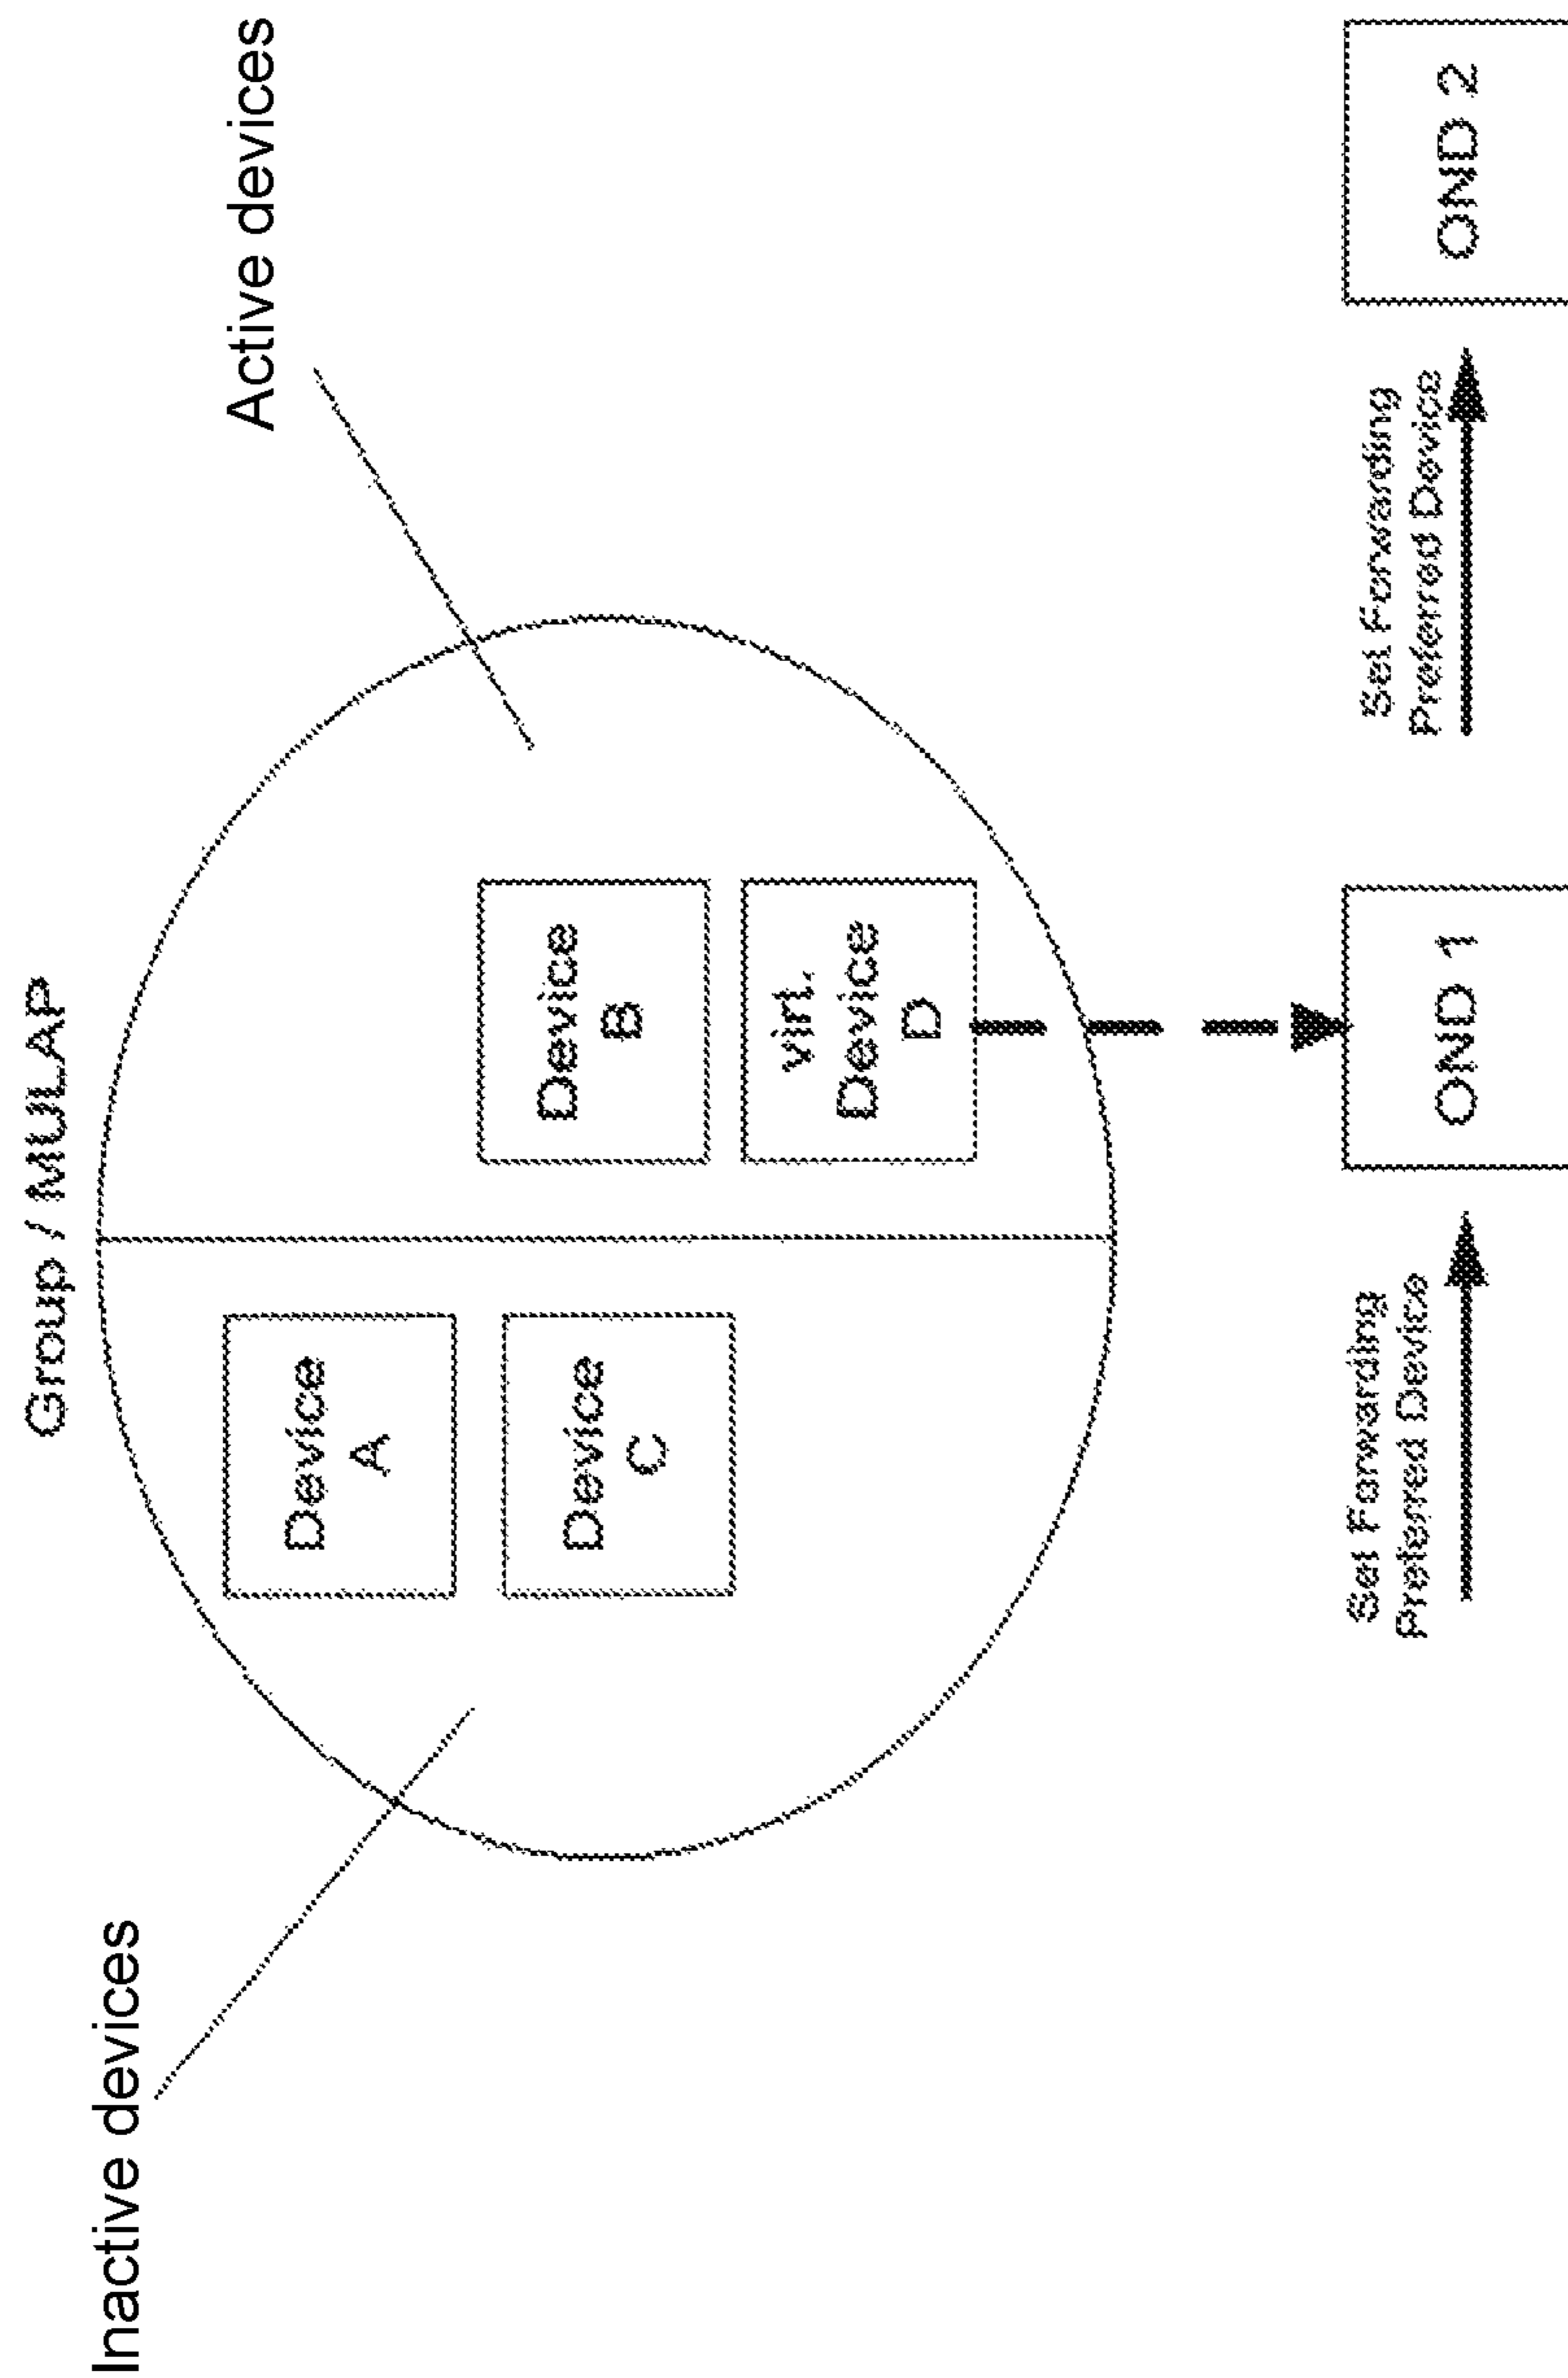 Group / MULAP
Inactive devices
Active devices
Device
A
Device
C
Device
B
virt.
Device
D
Set Forwarding
Preferred Device
OND 1
Set Forwarding
Preferred Device
OND 2